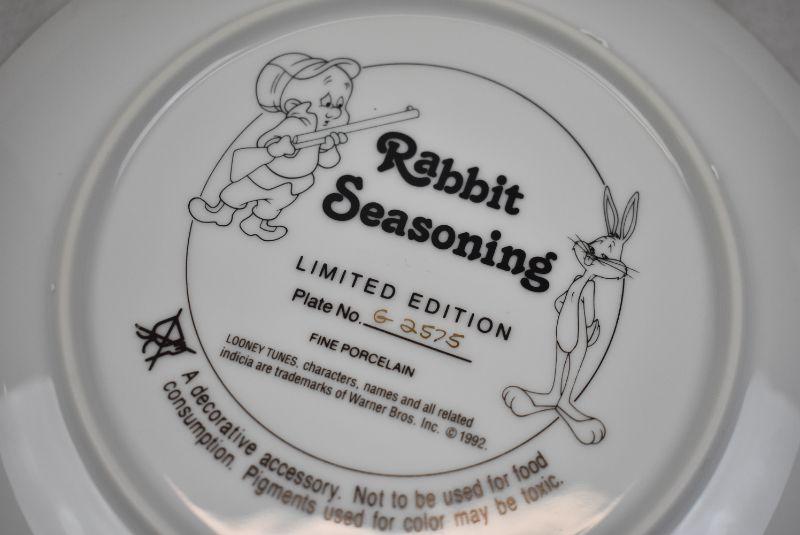 Rabbit
Seasoning
LIMITED EDITION
Plate No. G 2575
FINE PORCELAIN
LOONEY TUNES, characters, names and all related
indicia are trademarks of Warner Bros. Inc. © 1992.
A decorative accessory. Not to be used for food
consumption. Pigments used for color may be toxic.